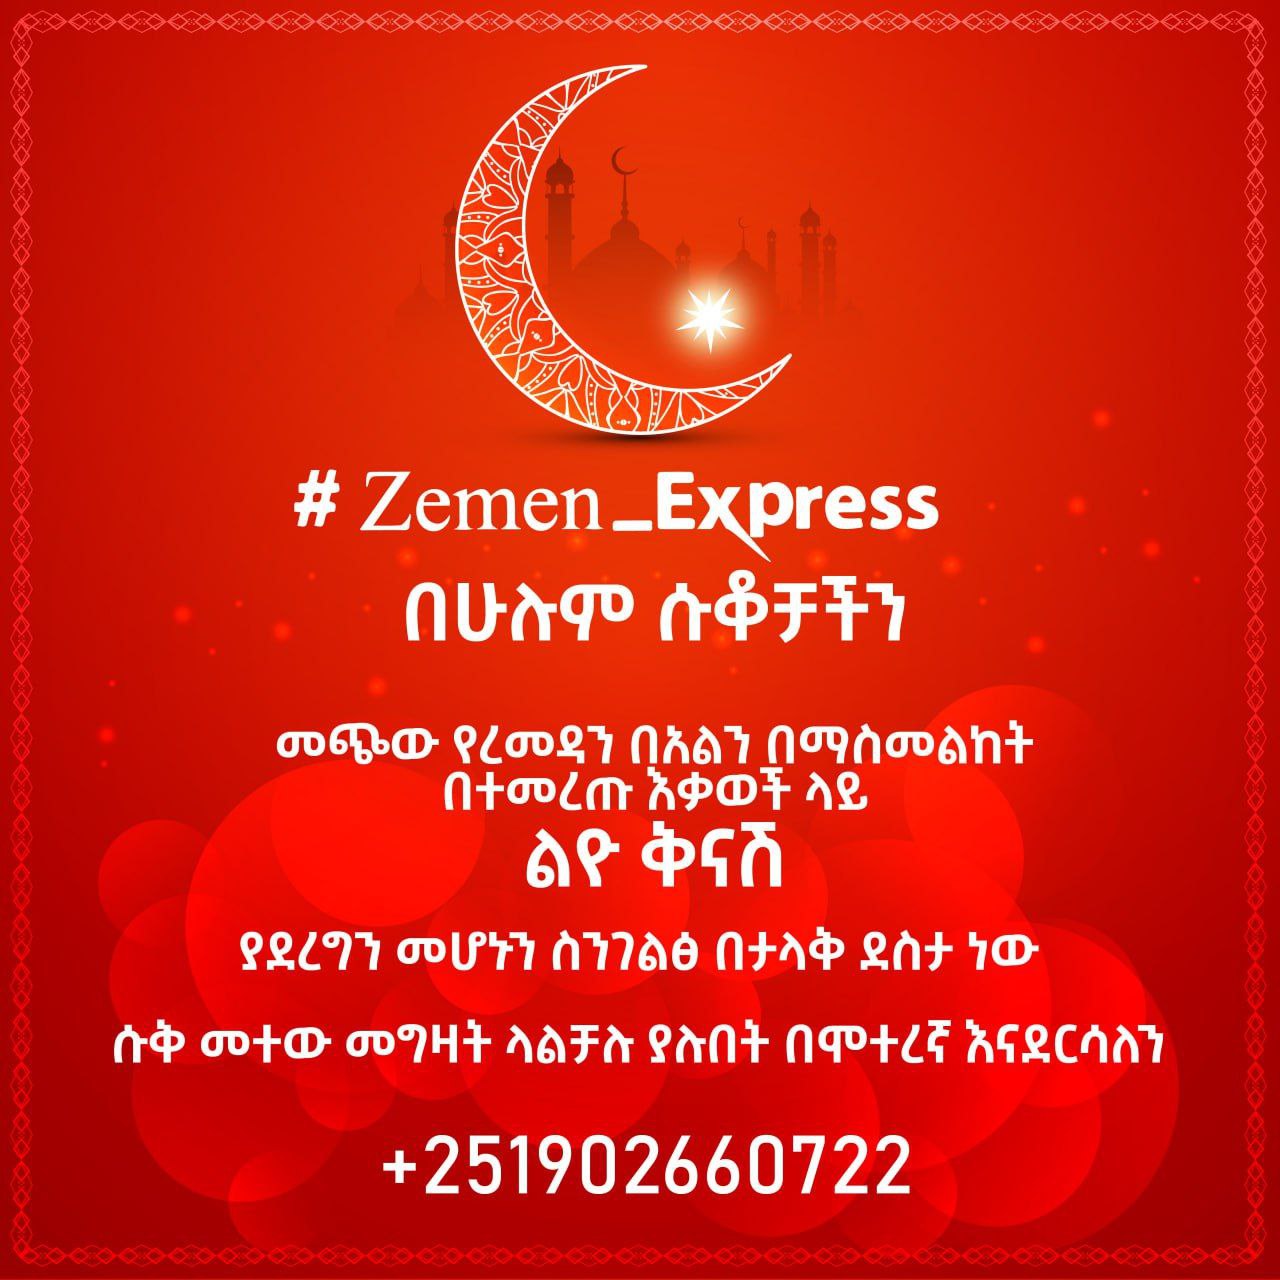 # Zemen_Express
በሁሉም ሱቆቻችን
መጭው የረመዳን በአልን በማስመልከት
በተመረጡ እቃወች ላይ
ልዮ ቅናሽ
ያደረግን መሆኑን ስንገልፅ በታላቅ ደስታ ነው
ሱቅ መተው መግዛት ላልቻሉ ያሉበት በሞተረኛ እናደርሳለን
+251902660722